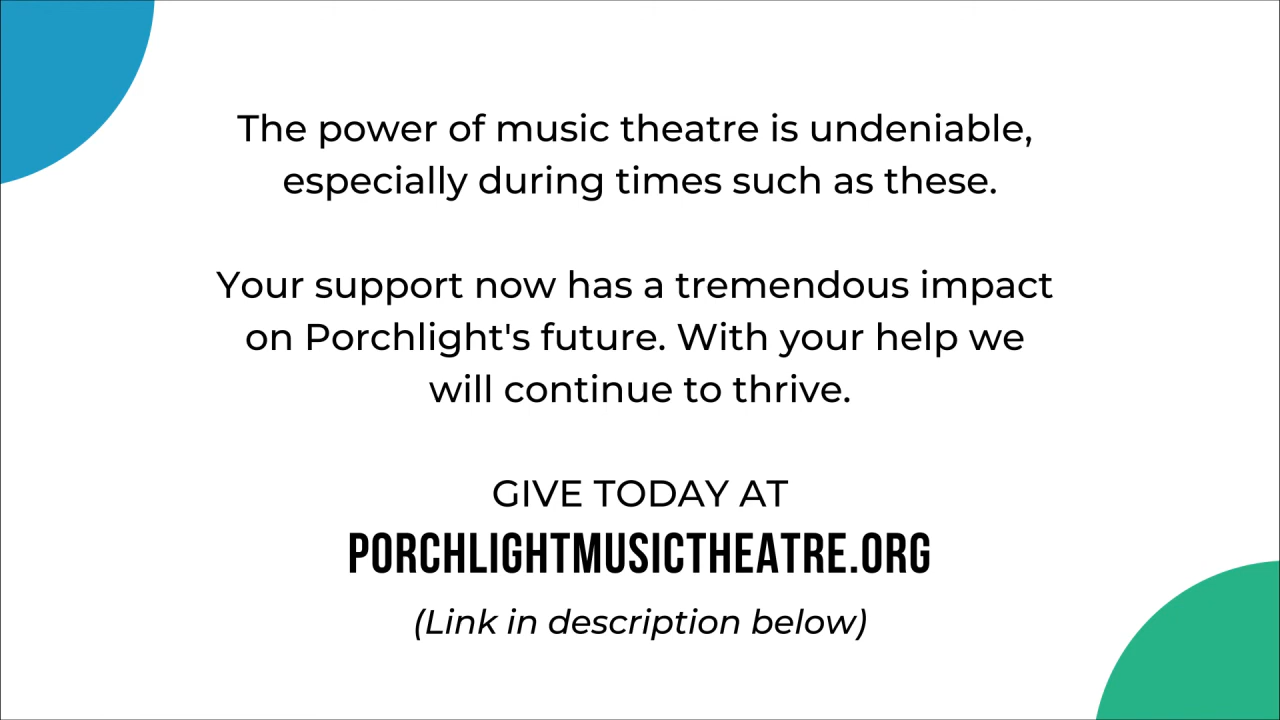 The power of music theatre is undeniable,
especially during times such as these.
Your support now has a tremendous impact
on Porchlight's future. With your help we
will continue to thrive.
GIVE TODAY AT
PORCHLIGHTMUSICTHEATRE.ORG
(Link in description below)